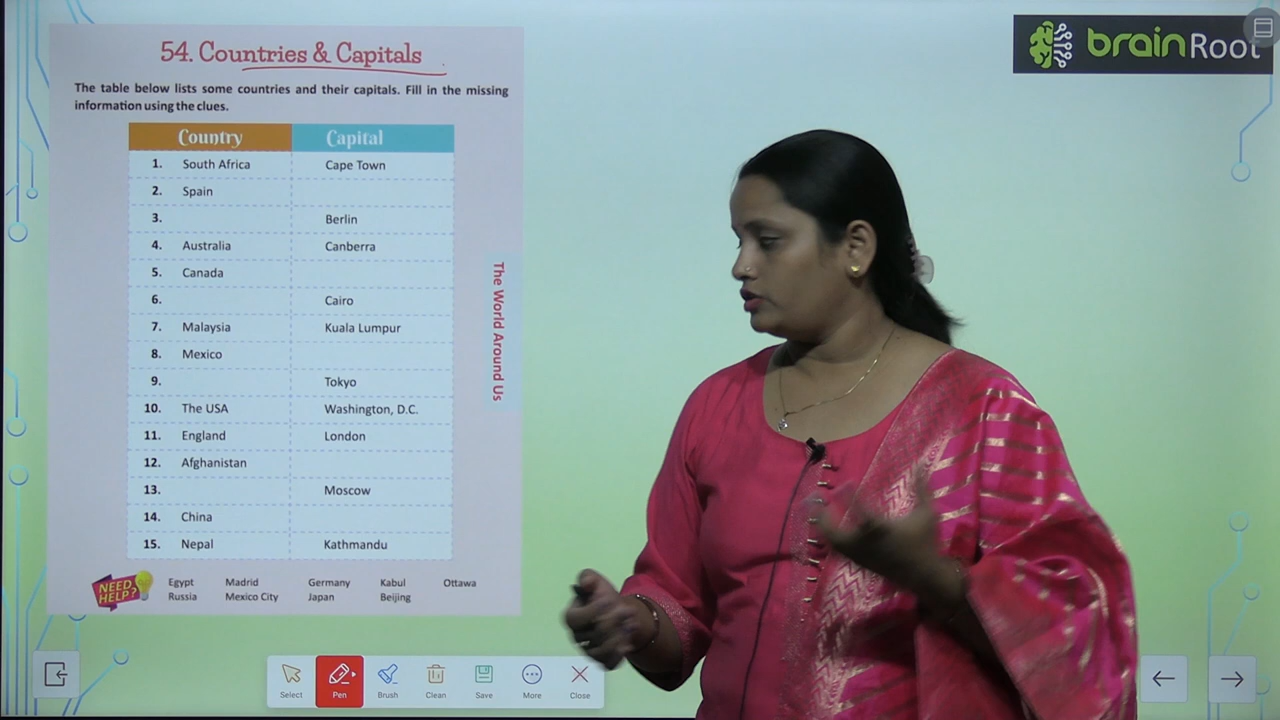 54. Countries & Capitals
brainRoot
The table below lists some countries and their capitals. Fill in the missing
information using the clues.
Country Capital
1. South Africa Cape Town
2. Spain
3. Berlin
4. Australia Canberra
5. Canada
6. Cairo
7. Malaysia Kuala Lumpur
8. Mexico
9. Tokyo
10. The USA Washington, D.C.
11. England London
12. Afghanistan
13. Moscow
14. China
15. Nepal Kathmandu
The World Around Us
NEED HELP?
Egypt Madrid Germany Kabul Ottawa
Russia Mexico City Japan Beijing
Select Pen Brush Clean Save More Close